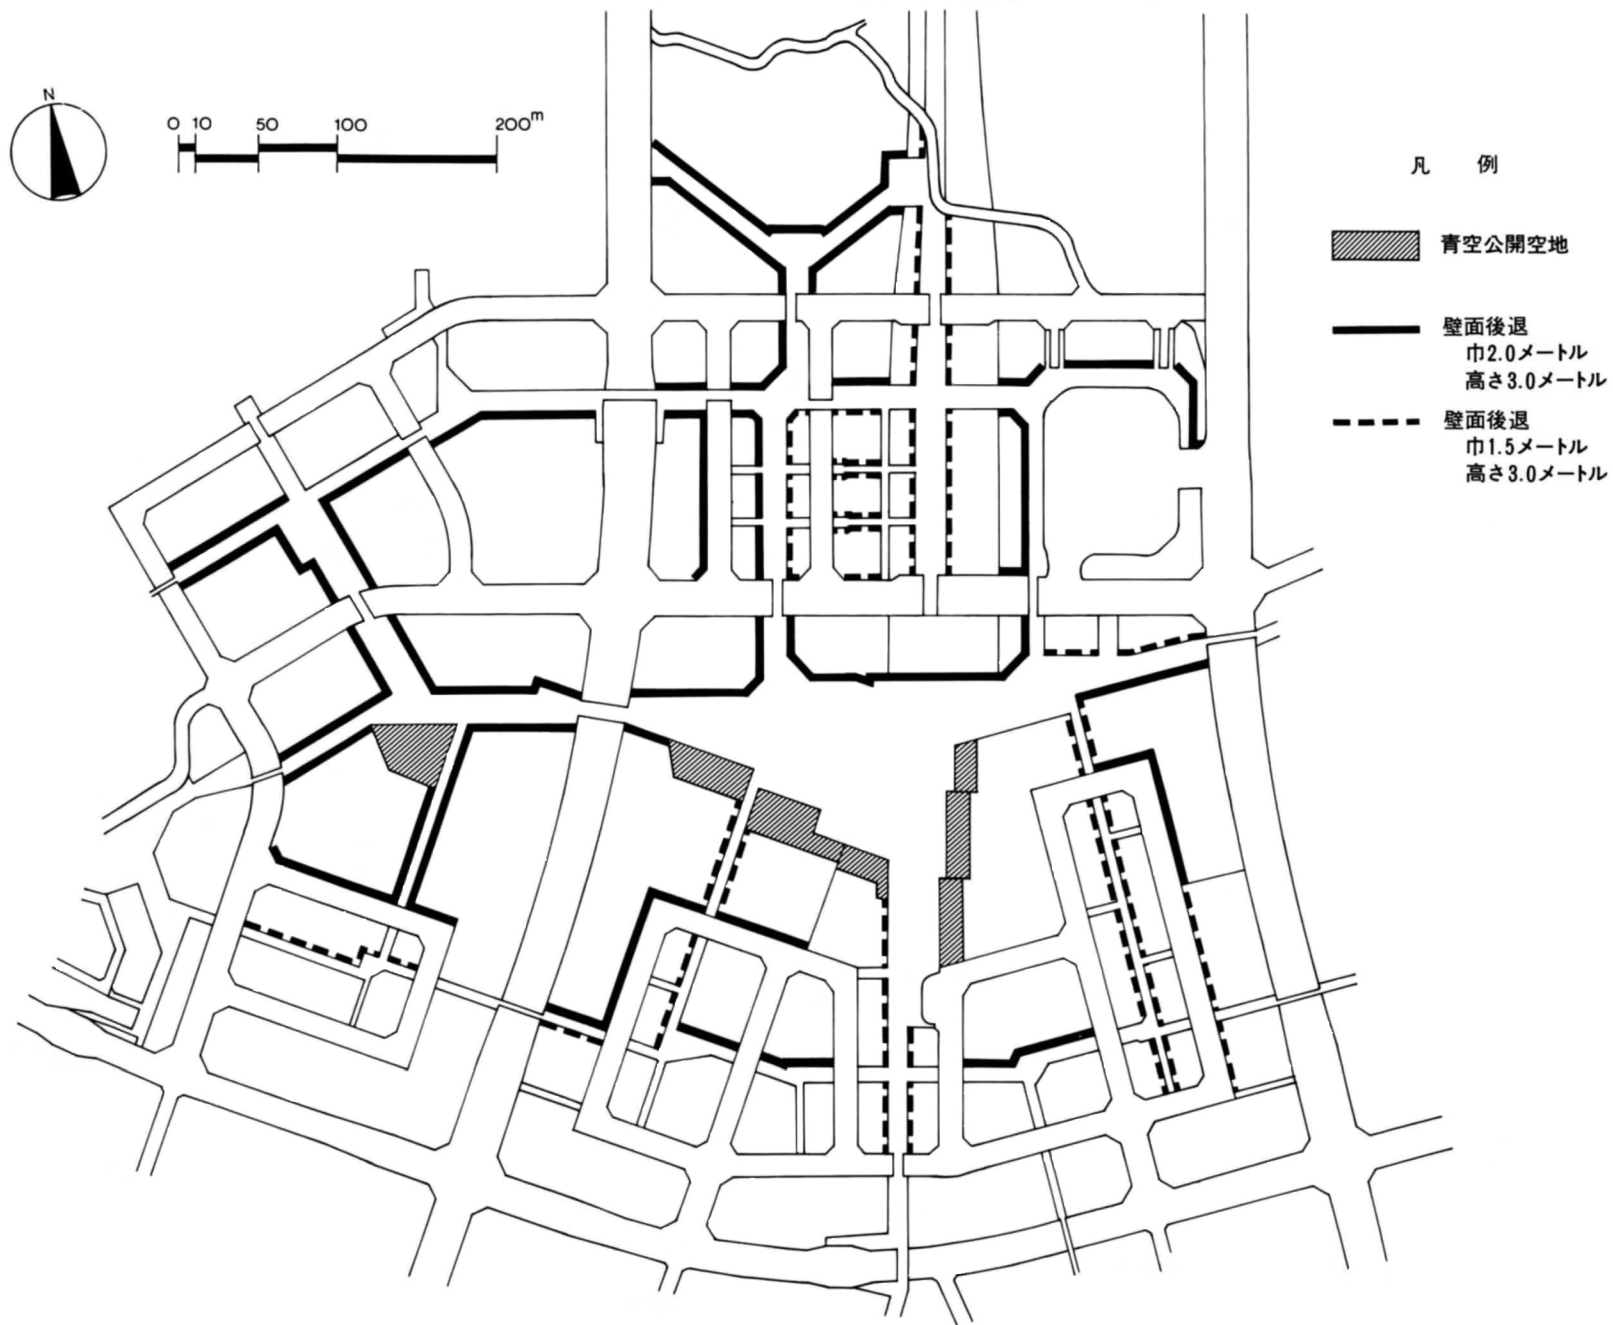 N
0 10 50 100 200m
凡 例
青空公開空地
壁面後退
巾2.0メートル
高さ3.0メートル
壁面後退
巾1.5メートル
高さ3.0メートル